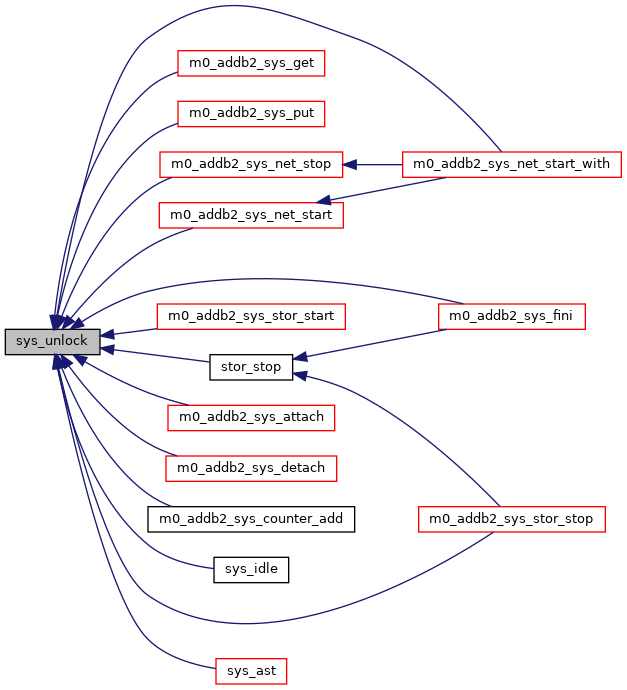 m0_addb2_sys_get
m0_addb2_sys_put
m0_addb2_sys_net_stop
m0_addb2_sys_net_start_with
m0_addb2_sys_net_start
m0_addb2_sys_stor_start
m0_addb2_sys_fini
sys_unlock
stor_stop
m0_addb2_sys_attach
m0_addb2_sys_detach
m0_addb2_sys_counter_add
m0_addb2_sys_stor_stop
sys_idle
sys_ast